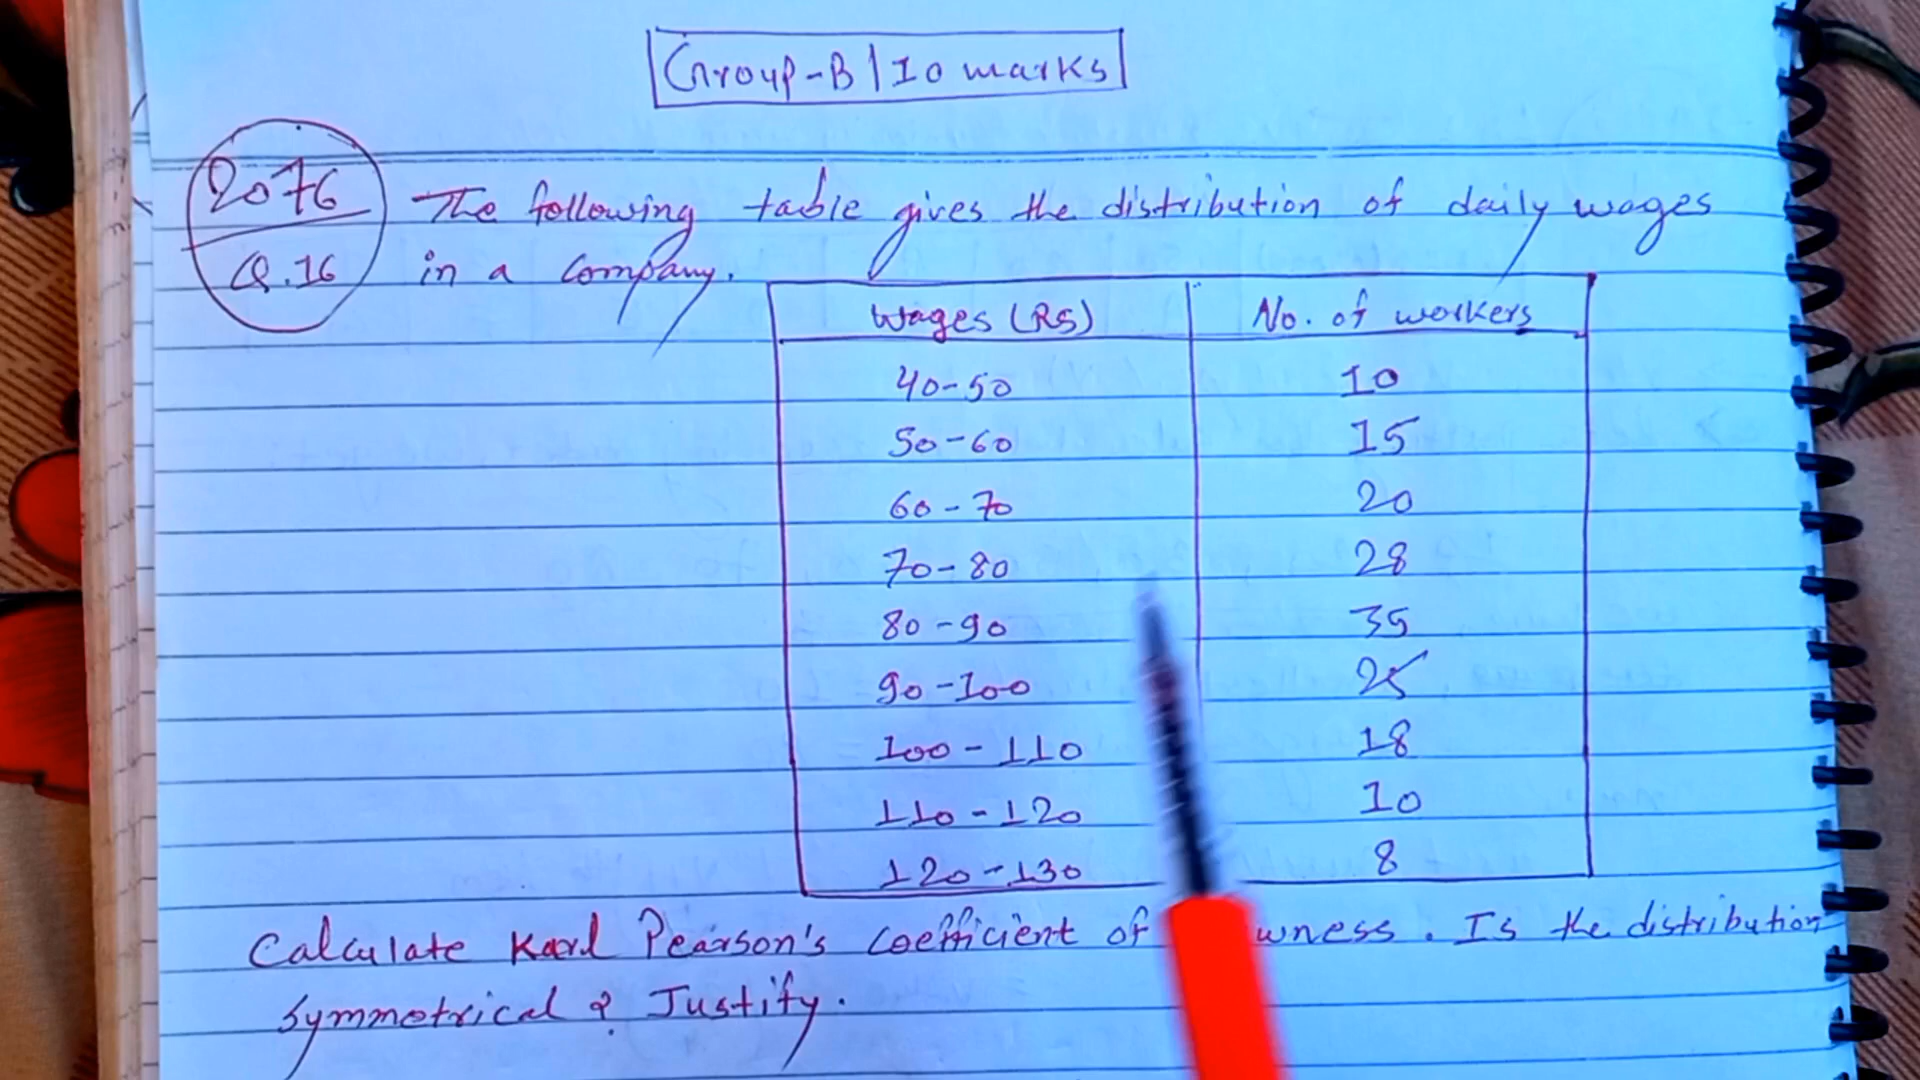 Group-B | 10 marks
2076
Q.16
The following table gives the distribution of daily wages
in a company.
Wages (RS) No. of workers
40-50 10
50-60 15
60-70 20
70-80 28
80-90 35
90-100 25
100-110 18
110-120 10
120-130 8
Calculate Karl Pearson's coefficient of wness. Is the distribution
symmetrical ? Justify.